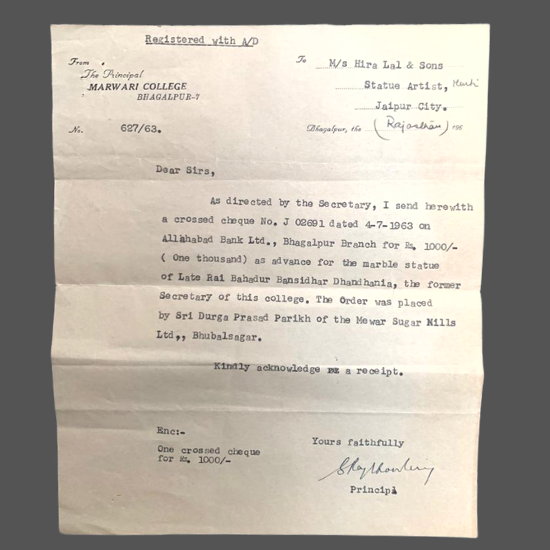 Registered with A/D
From
The Principal
MARWARI COLLEGE
BHAGALPUR-7
To
M/s Hira Lal & Sons
Statue Artist,
Jaipur City.
No. 627/63.
Bhagalpur, the (Rajasthan) 195
Dear Sirs,
As directed by the Secretary, I send herewith
a crossed cheque No. J 02691 dated 4-7-1963 on
Allahabad Bank Ltd., Bhagalpur Branch for Rs. 1000/-
( One thousand) as advance for the marble statue
of Late Rai Bahadur Bansidhar Dhandhania, the former
Secretary of this college. The Order was placed
by Sri Durga Prasad Parikh of the Mewar Sugar Mills
Ltd,, Bhubalsagar.
Kindly acknowledge a receipt.
Enc:-
One crossed cheque
for Rs. 1000/-
Yours faithfully
Principal